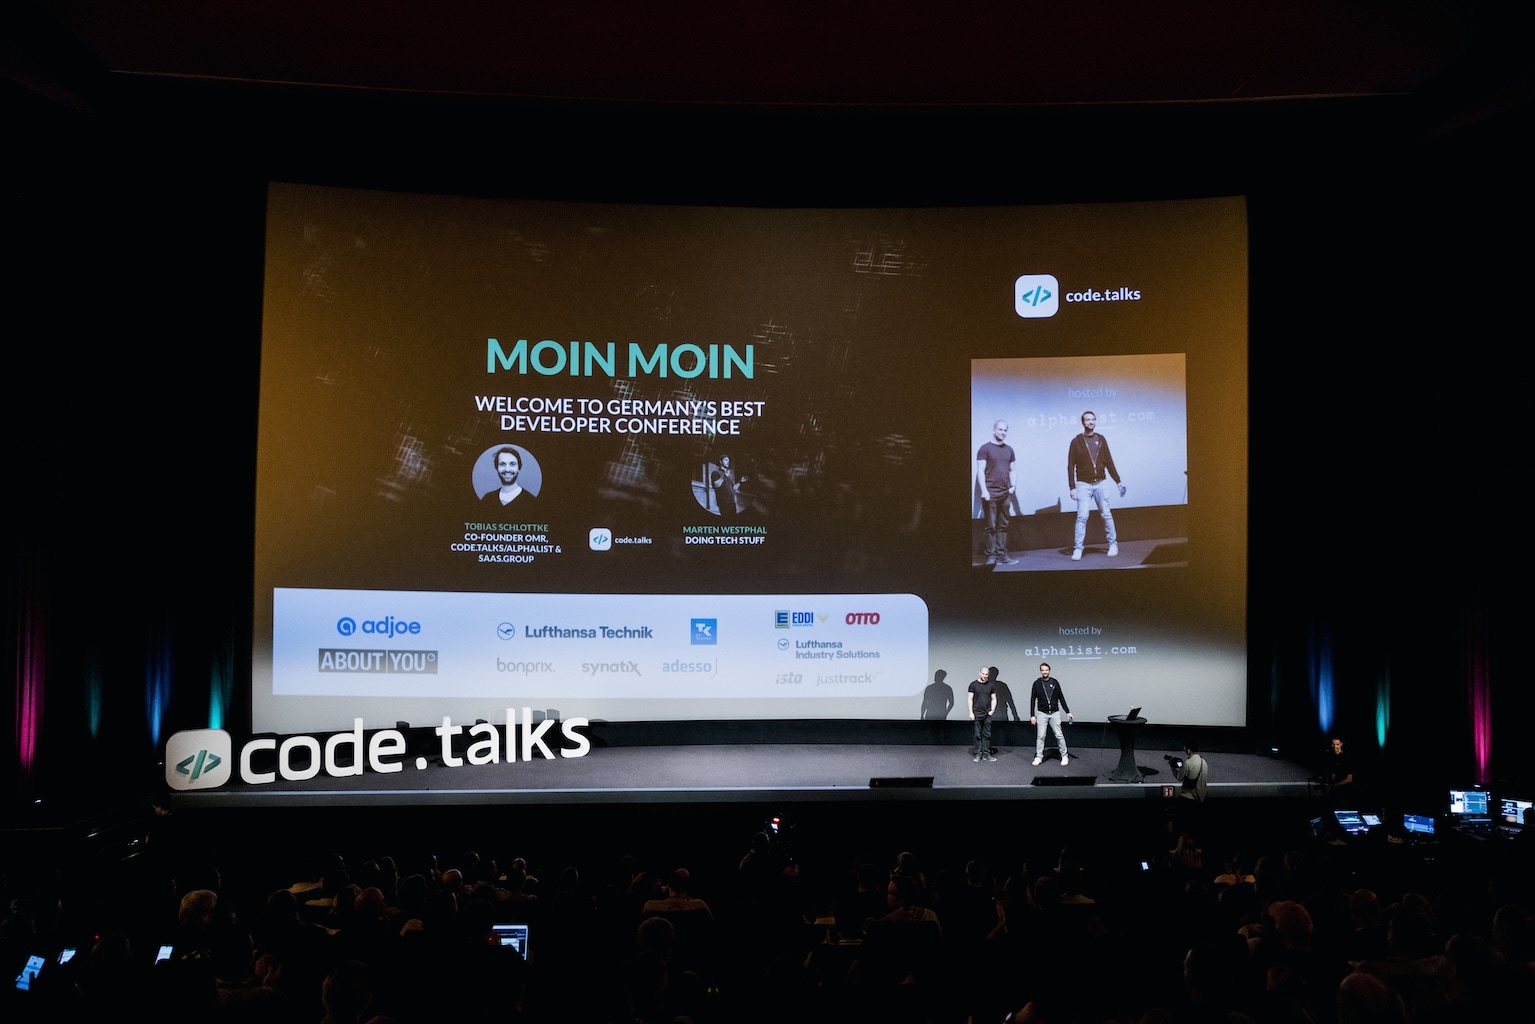 code.talks
MOIN MOIN
WELCOME TO GERMANY'S BEST
DEVELOPER CONFERENCE
hosted by
alphalist.com
TOBIAS SCHLOTTKE
CO-FOUNDER OMR,
CODE.TALKS/ALPHALIST &
SAAS.GROUP
code.talks
MARTEN WESTPHAL
DOING TECH STUFF
adjoe
Lufthansa Technik
TK
EDDI
OTTO
ABOUT YOU
bonprix.
synatix
adesso
Lufthansa
Industry Solutions
ista
justtrack
hosted by
alphalist.com
code.talks